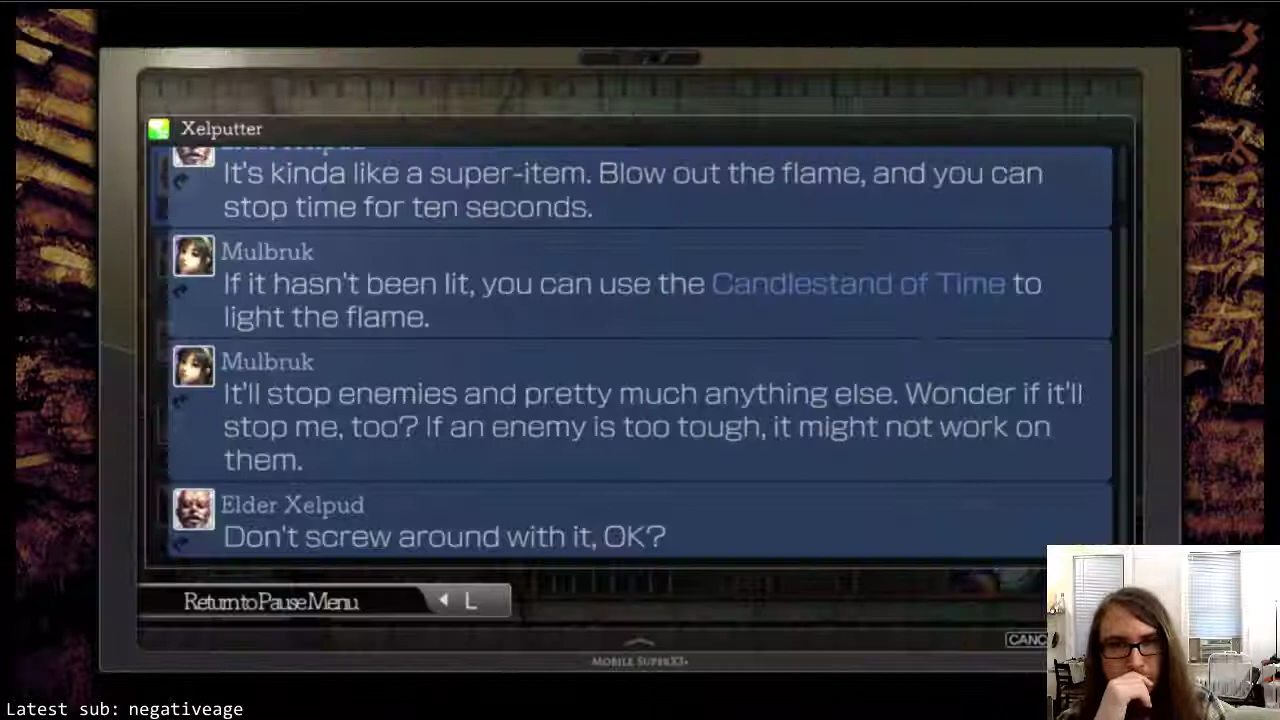 Xelputter
Elder Xelpud
It's kinda like a super-item. Blow out the flame, and you can
stop time for ten seconds.
Mulbruk
If it hasn't been lit, you can use the Candlestand of Time to
light the flame.
Mulbruk
It'll stop enemies and pretty much anything else. Wonder if it'll
stop me, too? If an enemy is too tough, it might not work on
them.
Elder Xelpud
Don't screw around with it, OK?
Return to Pause Menu
L
CANC
MOBILE SUPERX3+
Latest sub: negativeage